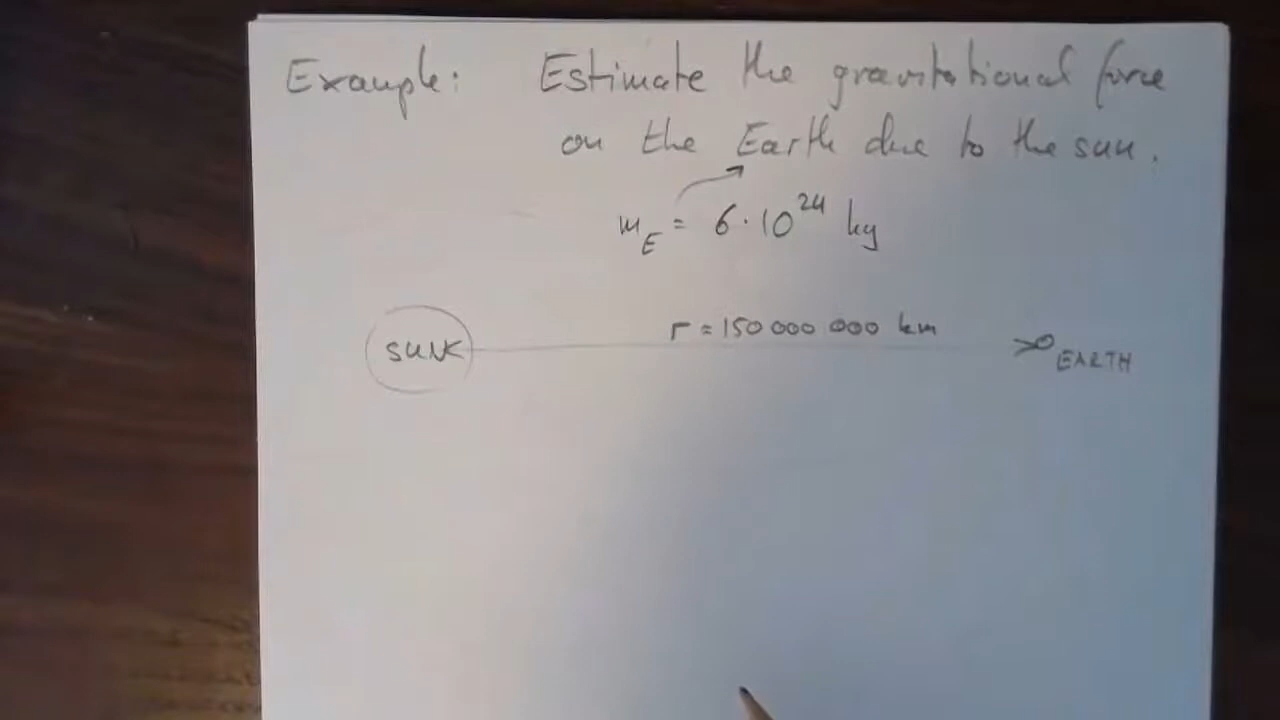 Example: Estimate the gravitational force
on the Earth due to the sun.
m_E = 6·10^24 kg
r = 150 000 000 km
SUN
EARTH